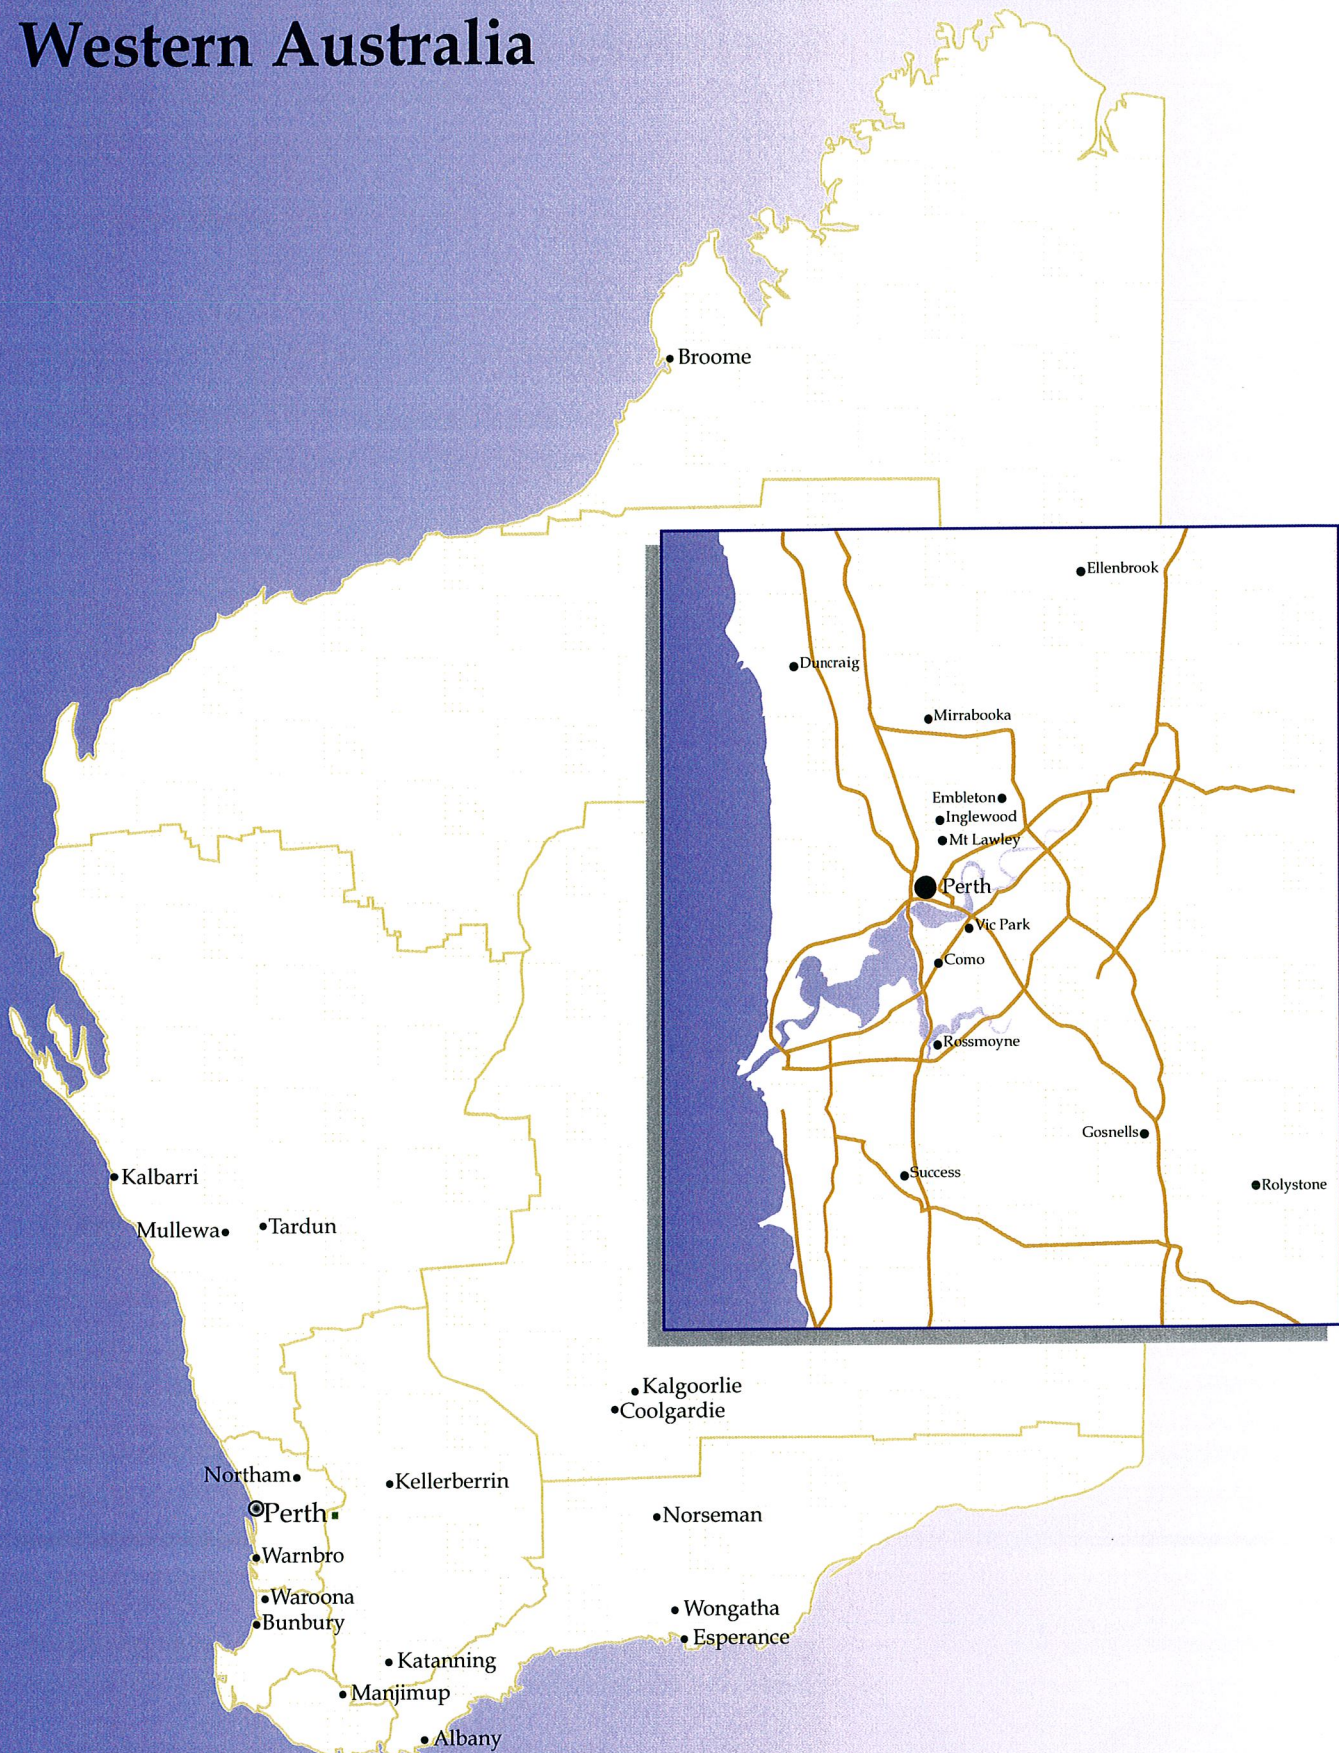 Western Australia
Broome
Ellenbrook
Duncraig
Mirrabooka
Embleton
Inglewood
Mt Lawley
Perth
Vic Park
Como
Rossmoyne
Gosnells
Success
Rolystone
Kalbarri
Mullewa
Tardun
Kalgoorlie
Coolgardie
Northam
Kellerberrin
Perth
Norseman
Warnbro
Waroona
Wongatha
Bunbury
Esperance
Katanning
Manjimup
Albany